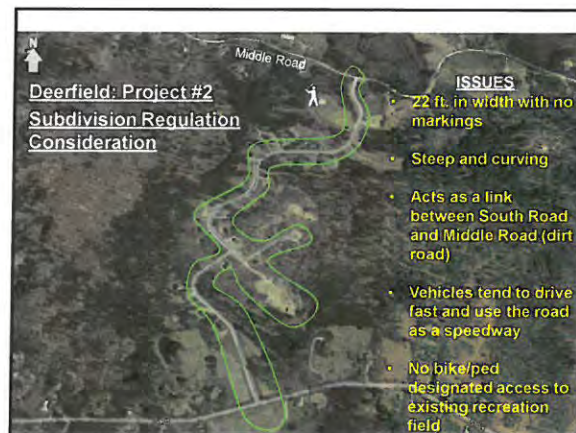 N
Middle Road
Deerfield: Project #2
Subdivision Regulation
Consideration
ISSUES
• 22 ft. in width with no
markings
• Steep and curving
• Acts as a link
between South Road
and Middle Road (dirt
road)
• Vehicles tend to drive
fast and use the road
as a speedway
• No bike/ped
designated access to
existing recreation
field